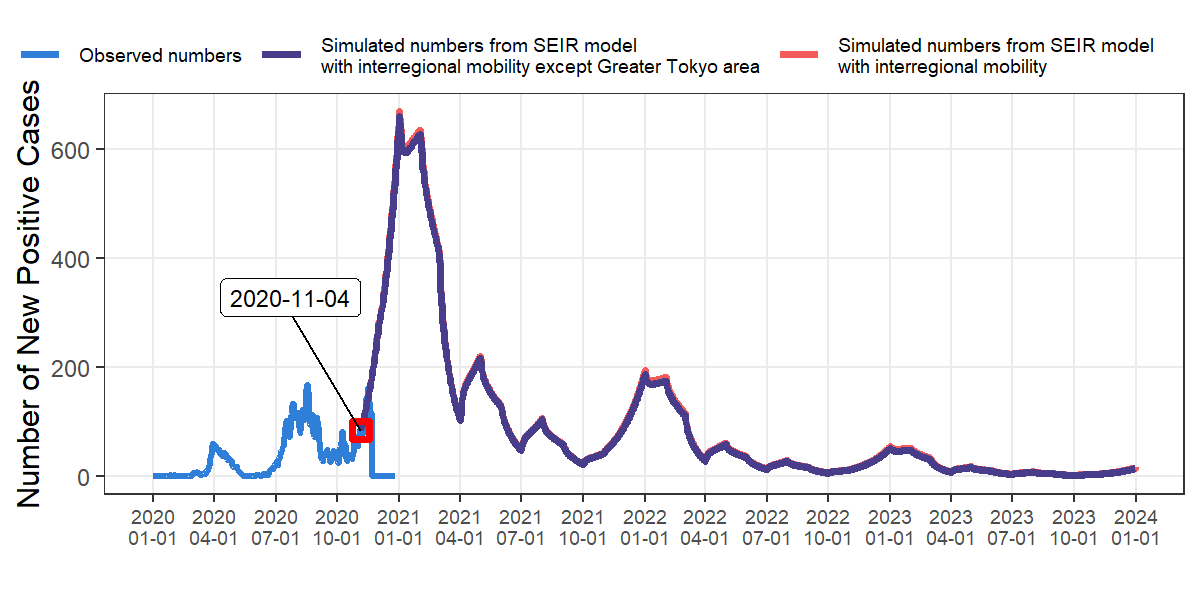 Observed numbers
Simulated numbers from SEIR model
with interregional mobility except Greater Tokyo area
Simulated numbers from SEIR model
with interregional mobility
Number of New Positive Cases
600
400
200
0
2020-11-04
2020 2020 2020 2020 2021 2021 2021 2021 2022 2022 2022 2022 2023 2023 2023 2023 2024
01-01 04-01 07-01 10-01 01-01 04-01 07-01 10-01 01-01 04-01 07-01 10-01 01-01 04-01 07-01 10-01 01-01